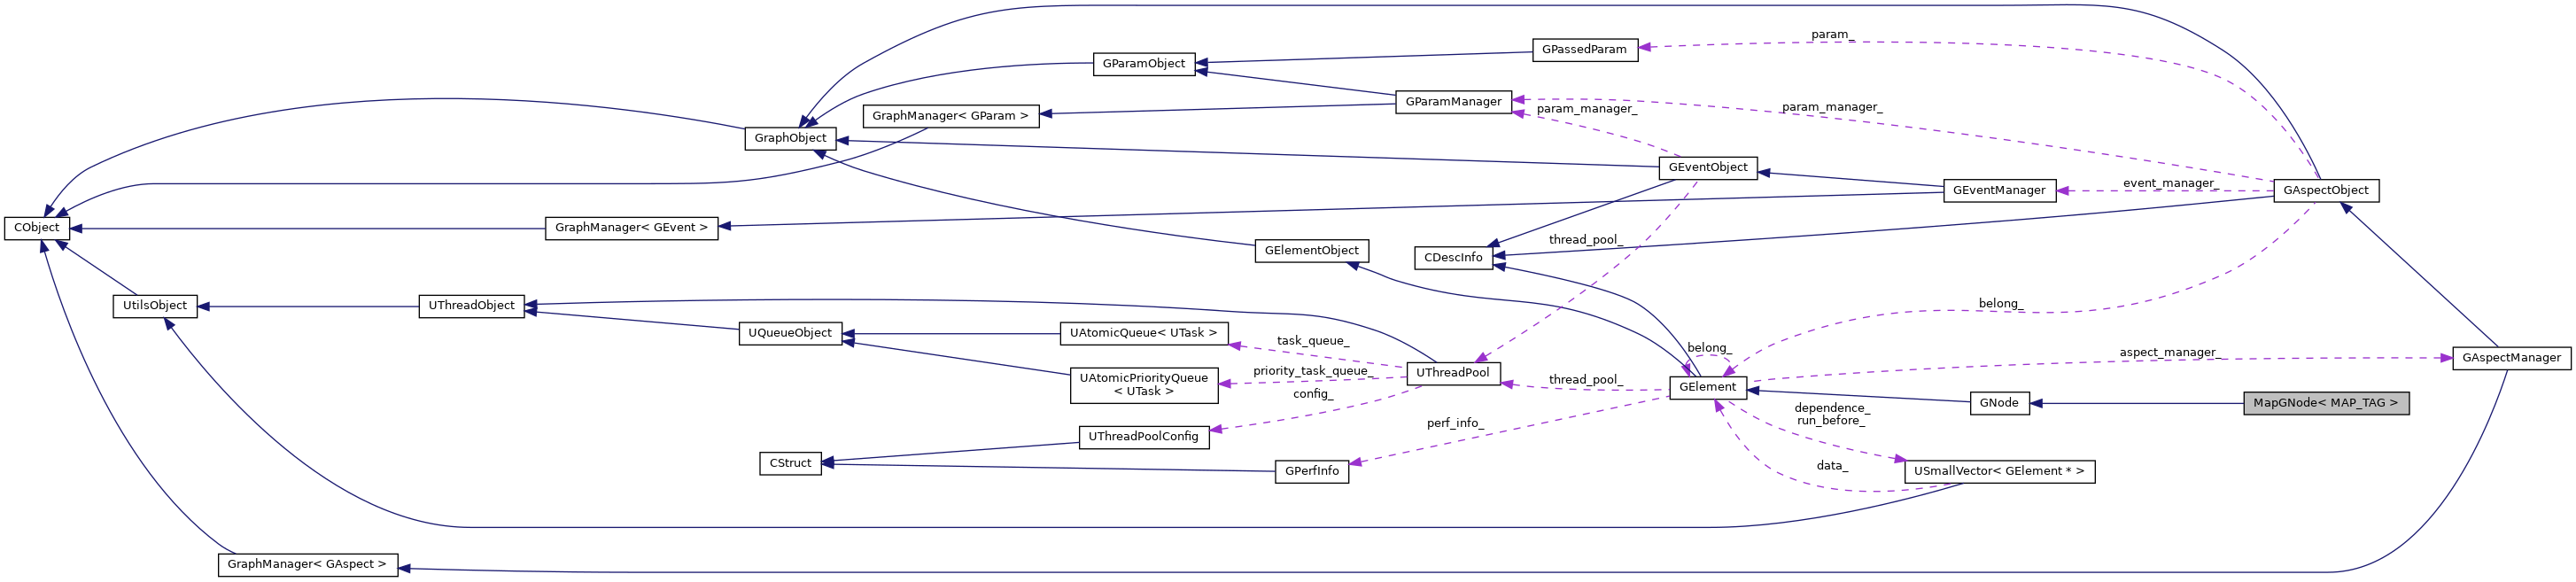 param_
GPassedParam
GParamObject
GParamManager
param_manager_
param_manager_
GraphManager< GParam >
GraphObject
GEventObject
event_manager_
GEventManager
GAspectObject
CObject
GraphManager< GEvent >
thread_pool_
GElementObject
CDescInfo
belong_
UtilsObject
UThreadObject
UQueueObject
UAtomicQueue< UTask >
task_queue_
belong_
aspect_manager_
GAspectManager
priority_task_queue_
UThreadPool
thread_pool_
GElement
UAtomicPriorityQueue
< UTask >
config_
GNode
MapGNode< MAP_TAG >
dependence_
run_before_
perf_info_
UThreadPoolConfig
CStruct
GPerfInfo
data_
USmallVector< GElement * >
GraphManager< GAspect >